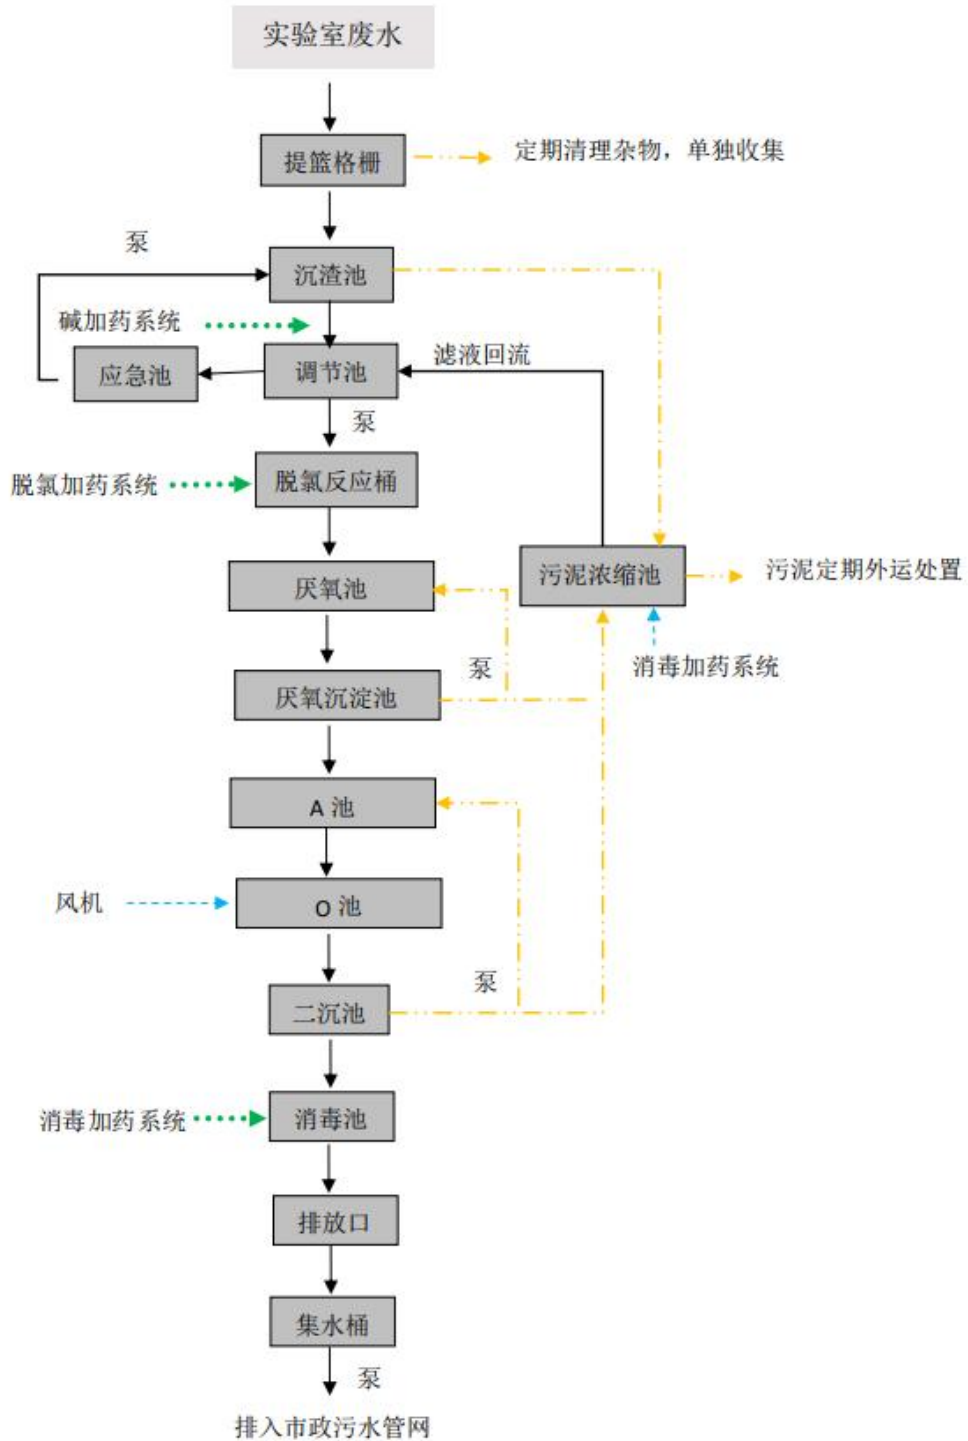 实验室废水
提篮格栅
定期清理杂物，单独收集
泵
沉渣池
碱加药系统
应急池
调节池
滤液回流
泵
脱氯加药系统
脱氯反应桶
厌氧池
污泥浓缩池
污泥定期外运处置
泵
消毒加药系统
厌氧沉淀池
A 池
风机
O 池
泵
二沉池
消毒加药系统
消毒池
排放口
集水桶
泵
排入市政污水管网